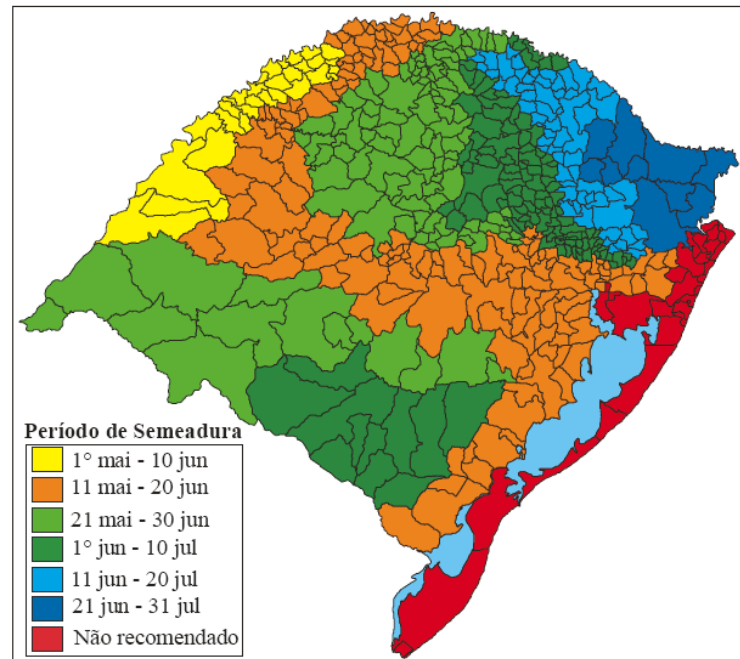 Período de Semeadura
1° mai - 10 jun
11 mai - 20 jun
21 mai - 30 jun
1° jun - 10 jul
11 jun - 20 jul
21 jun - 31 jul
Não recomendado